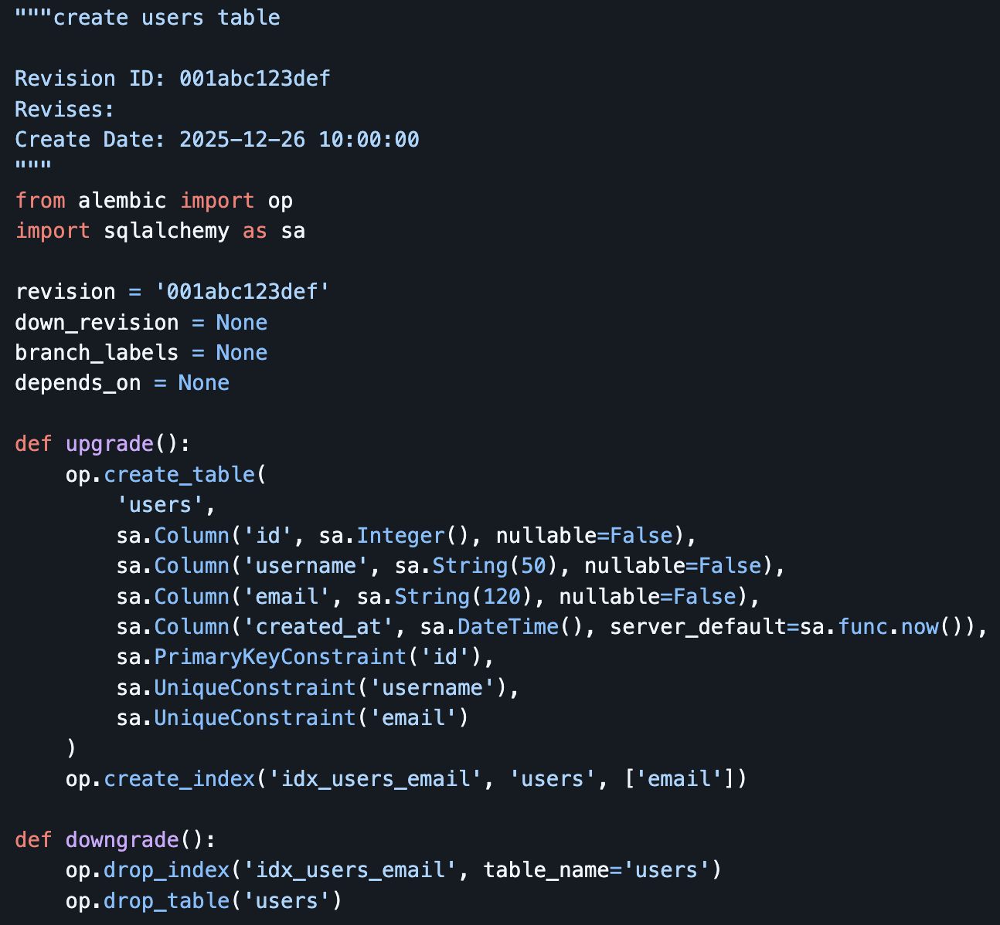 """create users table

Revision ID: 001abc123def
Revises:
Create Date: 2025-12-26 10:00:00
"""
from alembic import op
import sqlalchemy as sa

revision = '001abc123def'
down_revision = None
branch_labels = None
depends_on = None

def upgrade():
    op.create_table(
        'users',
        sa.Column('id', sa.Integer(), nullable=False),
        sa.Column('username', sa.String(50), nullable=False),
        sa.Column('email', sa.String(120), nullable=False),
        sa.Column('created_at', sa.DateTime(), server_default=sa.func.now()),
        sa.PrimaryKeyConstraint('id'),
        sa.UniqueConstraint('username'),
        sa.UniqueConstraint('email')
    )
    op.create_index('idx_users_email', 'users', ['email'])

def downgrade():
    op.drop_index('idx_users_email', table_name='users')
    op.drop_table('users')